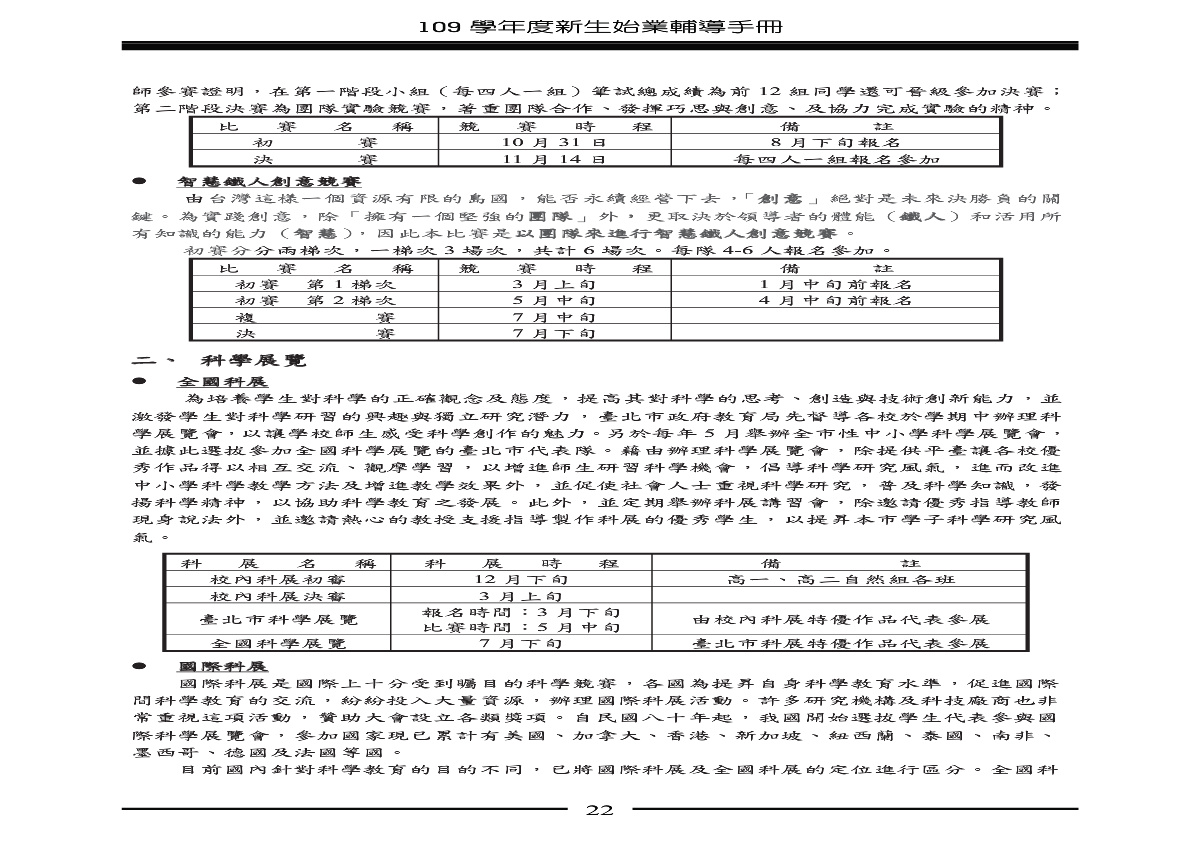 109 學年度新生始業輔導手冊
師參賽證明，在第一階段小組（每四人一組）筆試總成績為前 12 組同學還可晉級參加決賽；
第二階段決賽為團隊實驗競賽，著重團隊合作、發揮巧思與創意、及協力完成實驗的精神。
比賽名稱 競賽時程 備註
初賽 10 月 31 日 8 月下旬報名
決賽 11 月 14 日 每四人一組報名參加
● 智慧鐵人創意競賽
由台灣這樣一個資源有限的島國，能否永續經營下去，「創意」絕對是未來決勝負的關
鍵。為實踐創意，除「擁有一個堅強的團隊」外，更取決於領導者的體能（鐵人）和活用所
有知識的能力（智慧），因此本比賽是以團隊來進行智慧鐵人創意競賽。
初賽分分兩梯次，一梯次 3 場次，共計 6 場次。每隊 4-6 人報名參加。
比賽名稱 競賽時程 備註
初賽 第 1 梯次 3 月上旬 1 月中旬前報名
初賽 第 2 梯次 5 月中旬 4 月中旬前報名
複賽 7 月中旬
決賽 7 月下旬
二、 科學展覽
● 全國科展
為培養學生對科學的正確觀念及態度，提高其對科學的思考、創造與技術創新能力，並
激發學生對科學研習的興趣與獨立研究潛力，臺北市政府教育局先督導各校於學期中辦理科
學展覽會，以讓學校師生感受科學創作的魅力。另於每年 5 月舉辦全市性中小學科學展覽會，
並據此選拔參加全國科學展覽的臺北市代表隊。藉由辦理科學展覽會，除提供平臺讓各校優
秀作品得以相互交流、觀摩學習，以增進師生研習科學機會，倡導科學研究風氣，進而改進
中小學科學教學方法及增進教學效果外，並促使社會人士重視科學研究，普及科學知識，發
揚科學精神，以協助科學教育之發展。此外，並定期舉辦科展講習會，除邀請優秀指導教師
現身說法外，並邀請熱心的教授支援指導製作科展的優秀學生，以提昇本市學子科學研究風
氣。
科展名稱 科展時程 備註
校內科展初審 12 月下旬 高一、高二自然組各班
校內科展決審 3 月上旬
臺北市科學展覽 報名時間：3 月下旬 由校內科展特優作品代表參展
比賽時間：5 月中旬
全國科學展覽 7 月下旬 臺北市科展特優作品代表參展
● 國際科展
國際科展是國際上十分受到矚目的科學競賽，各國為提昇自身科學教育水準，促進國際
間科學教育的交流，紛紛投入大量資源，辦理國際科展活動。許多研究機構及科技廠商也非
常重視這項活動，贊助大會設立各類獎項。自民國八十年起，我國開始選拔學生代表參與國
際科學展覽會，參加國家現已累計有美國、加拿大、香港、新加坡、紐西蘭、泰國、南非、
墨西哥、德國及法國等國。
目前國內針對科學教育的目的不同，已將國際科展及全國科展的定位進行區分。全國科
22